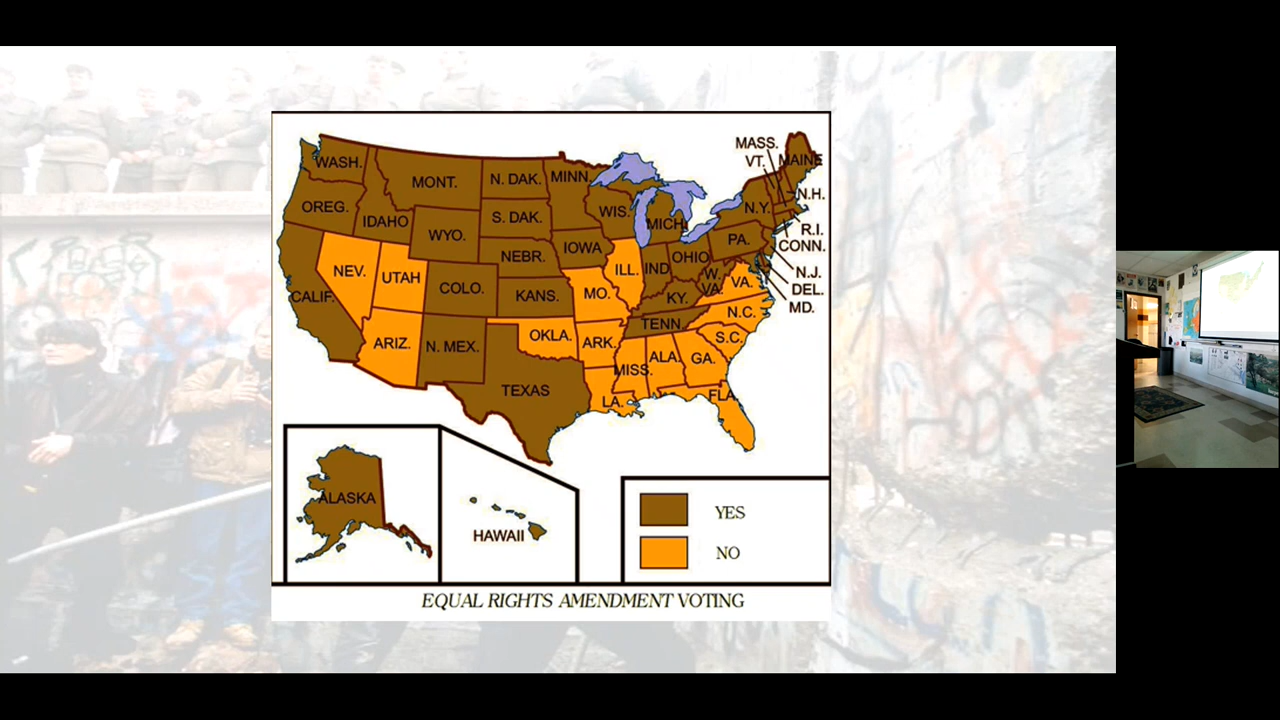 MASS.
VT.
MAINE
WASH.
MONT.
N. DAK.
MINN.
N.H.
OREG.
IDAHO
S. DAK.
WIS.
MICH.
N.Y.
R.I.
CONN.
WYO.
IOWA
PA.
NEBR.
NEV.
UTAH
COLO.
KANS.
MO.
ILL.
IND.
OHIO
W.
VA.
VA.
N.J.
DEL.
MD.
CALIF.
KY.
N.C.
TENN.
ARIZ.
N. MEX.
OKLA.
ARK.
S.C.
MISS.
ALA.
GA.
TEXAS
LA.
FLA.
ALASKA
HAWAII
YES
NO
EQUAL RIGHTS AMENDMENT VOTING